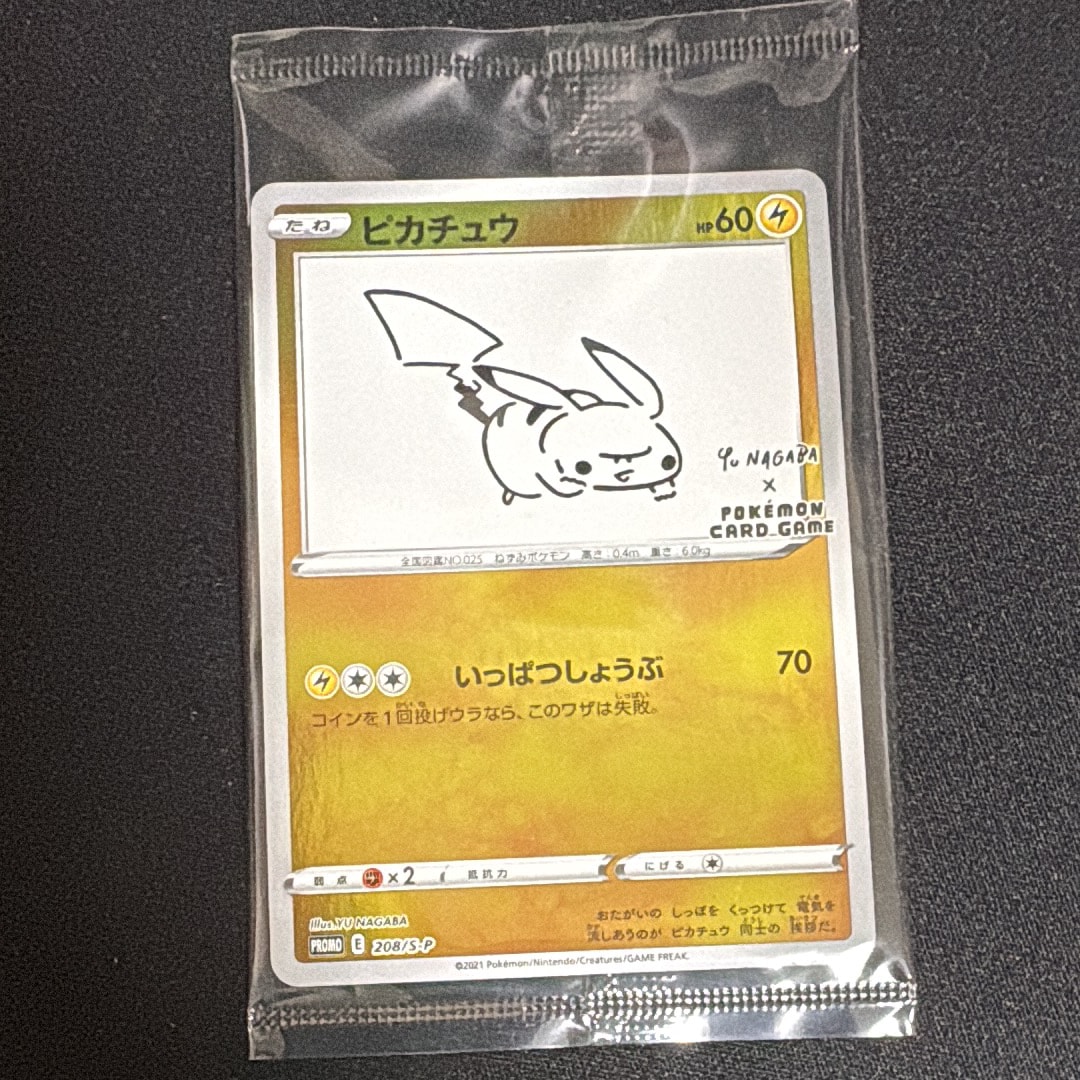 たね ピカチュウ HP60
YU NAGABA
×
POKÉMON
CARD GAME
全国図鑑NO.025 ねずみポケモン 高さ:0.4m 重さ:6.0kg
いっぱつしょうぶ 70
コインを1回投げウラなら、このワザは失敗。
弱点 ×2 抵抗力 にげる
Illus. YU NAGABA
おたがいの しっぽを くっつけて 電気を
流しあうのが ピカチュウ 同士の 挨拶だ。
PROMO E 208/S-P
©2021 Pokémon/Nintendo/Creatures/GAME FREAK.